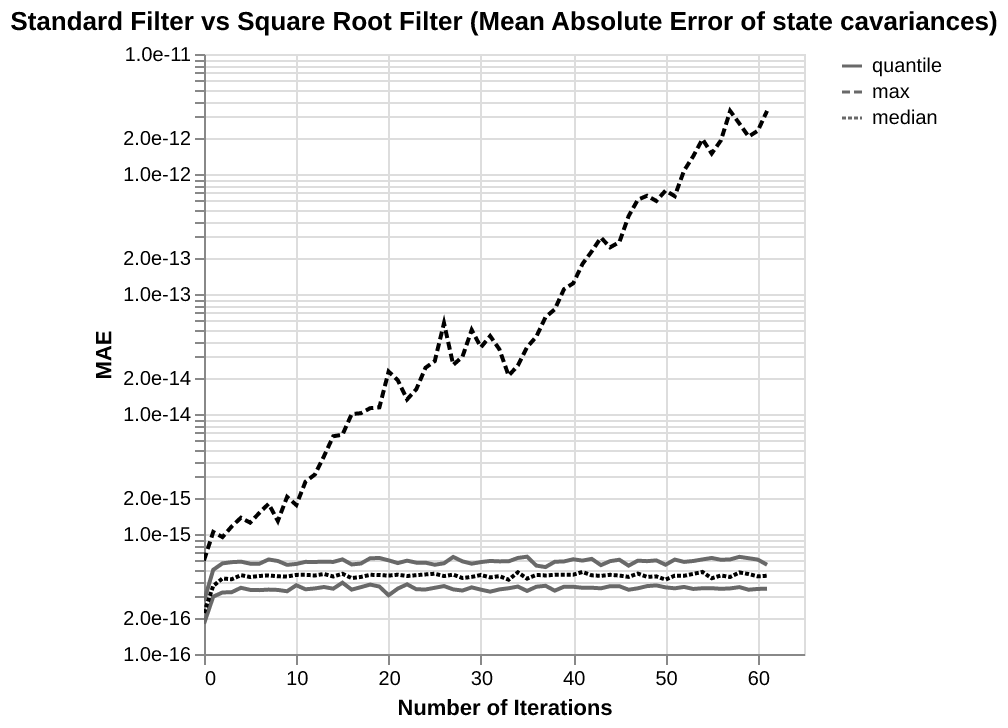 Standard Filter vs Square Root Filter (Mean Absolute Error of state cavariances)
1.0e-11
2.0e-12
1.0e-12
2.0e-13
1.0e-13
2.0e-14
1.0e-14
2.0e-15
1.0e-15
2.0e-16
1.0e-16
MAE
0 10 20 30 40 50 60
Number of Iterations
quantile
max
median